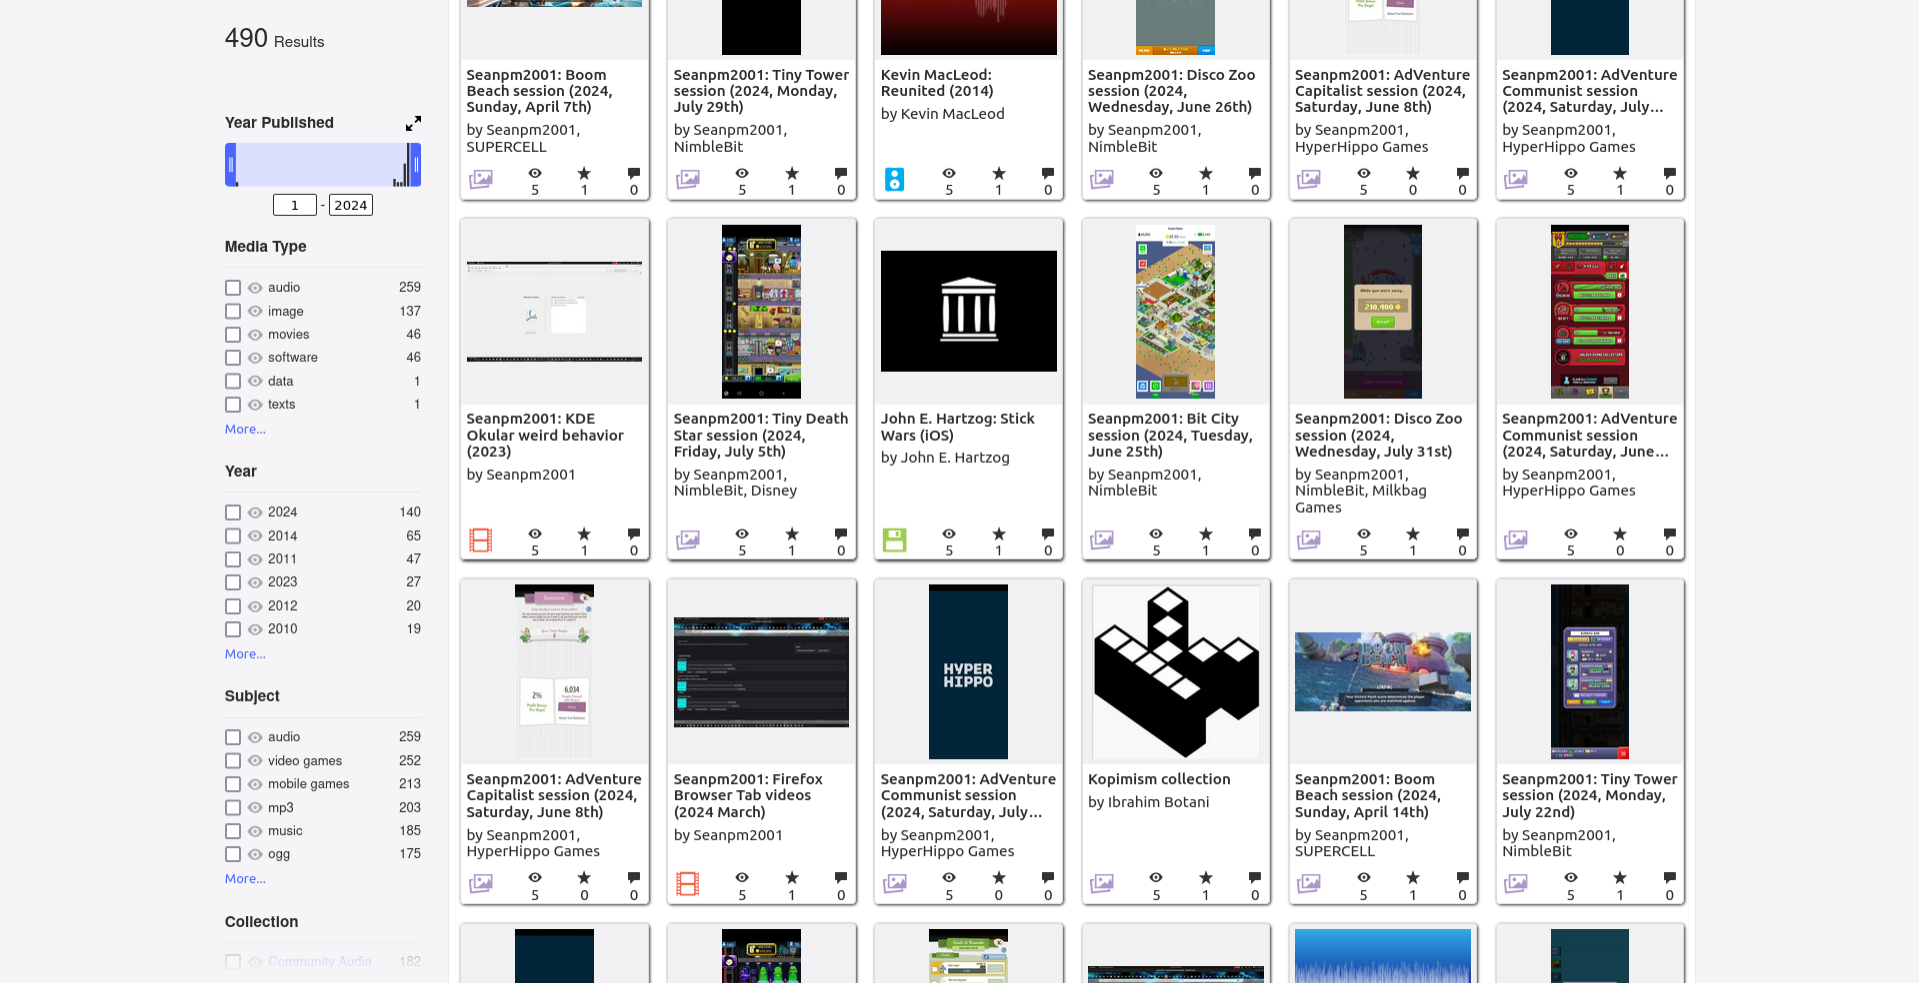 490 Results
Year Published
1 - 2024
Media Type
audio 259
image 137
movies 46
software 46
data 1
texts 1
More...
Year
2024 140
2014 65
2011 47
2023 27
2012 20
2010 19
More...
Subject
audio 259
video games 252
mobile games 213
mp3 203
music 185
ogg 175
More...
Collection
Community Audio 182
Seanpm2001: Boom
Beach session (2024,
Sunday, April 7th)
by Seanpm2001,
SUPERCELL
5 1 0
Seanpm2001: Tiny Tower
session (2024, Monday,
July 29th)
by Seanpm2001,
NimbleBit
5 1 0
Kevin MacLeod:
Reunited (2014)
by Kevin MacLeod
5 1 0
Seanpm2001: Disco Zoo
session (2024,
Wednesday, June 26th)
by Seanpm2001,
NimbleBit
5 1 0
Seanpm2001: AdVenture
Capitalist session (2024,
Saturday, June 8th)
by Seanpm2001,
HyperHippo Games
5 0 0
Seanpm2001: AdVenture
Communist session
(2024, Saturday, July...
by Seanpm2001,
HyperHippo Games
5 1 0
Seanpm2001: KDE
Okular weird behavior
(2023)
by Seanpm2001
5 1 0
Seanpm2001: Tiny Death
Star session (2024,
Friday, July 5th)
by Seanpm2001,
NimbleBit, Disney
5 1 0
John E. Hartzog: Stick
Wars (iOS)
by John E. Hartzog
5 1 0
Seanpm2001: Bit City
session (2024, Tuesday,
June 25th)
by Seanpm2001,
NimbleBit
5 1 0
While you were away...
210,400
Seanpm2001: Disco Zoo
session (2024,
Wednesday, July 31st)
by Seanpm2001,
NimbleBit, Milkbag
Games
5 1 0
Seanpm2001: AdVenture
Communist session
(2024, Saturday, June...
by Seanpm2001,
HyperHippo Games
5 0 0
2%
6,034
Seanpm2001: AdVenture
Capitalist session (2024,
Saturday, June 8th)
by Seanpm2001,
HyperHippo Games
5 0 0
Seanpm2001: Firefox
Browser Tab videos
(2024 March)
by Seanpm2001
5 1 0
HYPER
HIPPO
Seanpm2001: AdVenture
Communist session
(2024, Saturday, July...
by Seanpm2001,
HyperHippo Games
5 0 0
Kopimism collection
by Ibrahim Botani
5 1 0
BOOM
BEACH
Seanpm2001: Boom
Beach session (2024,
Sunday, April 14th)
by Seanpm2001,
SUPERCELL
5 1 0
Seanpm2001: Tiny Tower
session (2024, Monday,
July 22nd)
by Seanpm2001,
NimbleBit
5 1 0